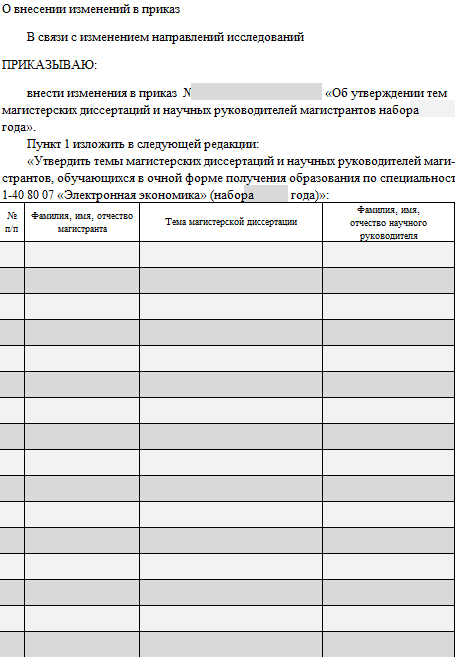 О внесении изменений в приказ
В связи с изменением направлений исследований
ПРИКАЗЫВАЮ:
внести изменения в приказ №  «Об утверждении тем
магистерских диссертаций и научных руководителей магистрантов набора
года».
Пункт 1 изложить в следующей редакции:
«Утвердить темы магистерских диссертаций и научных руководителей маги-
странтов, обучающихся в очной форме получения образования по специальност
1-40 80 07 «Электронная экономика» (набора  года)»:
№ п/п
Фамилия, имя, отчество
магистранта
Тема магистерской диссертации
Фамилия, имя,
отчество научного
руководителя